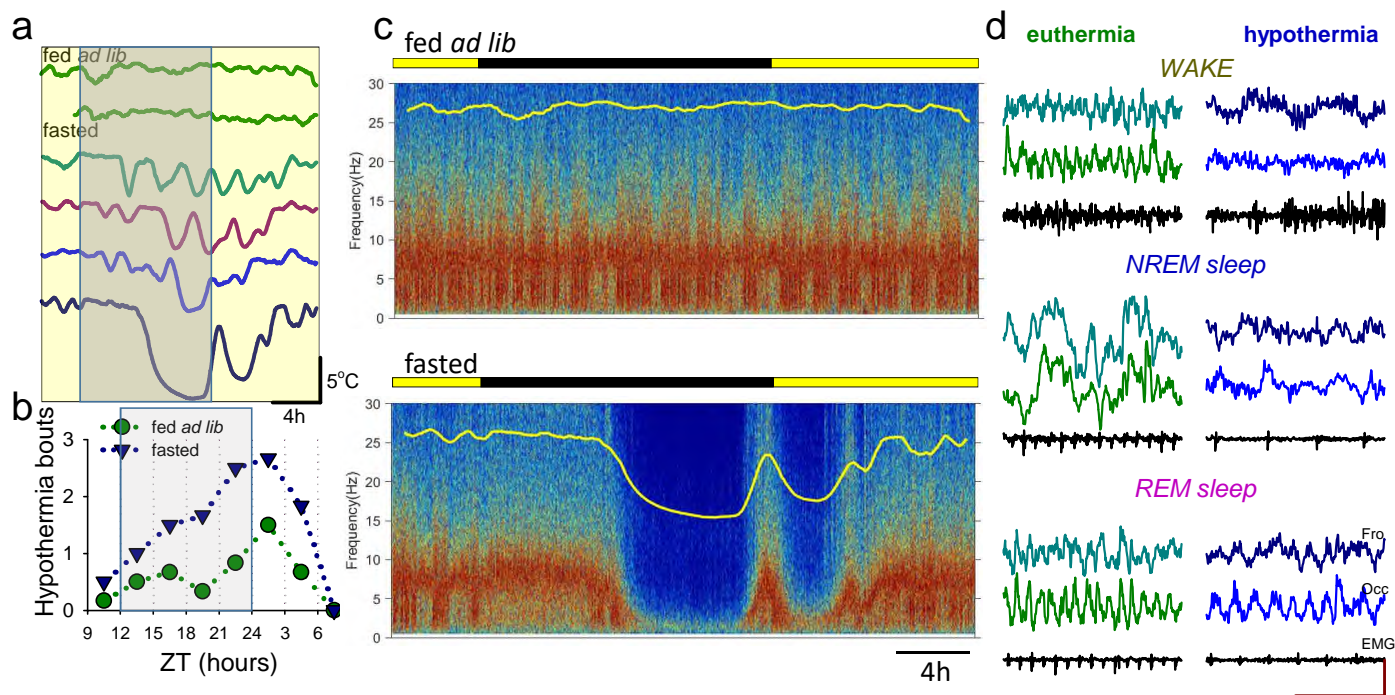 a
fed ad lib
fasted
5°C
4h
b
fed ad lib
fasted
Hypothermia bouts
3
2
1
0
9 12 15 18 21 24 3 6
ZT (hours)
c
fed ad lib
Frequency(Hz)
30
25
20
15
10
5
0
fasted
Frequency(Hz)
30
25
20
15
10
5
0
4h
d
euthermia hypothermia
WAKE
NREM sleep
REM sleep
Fro.
Occ
EMG